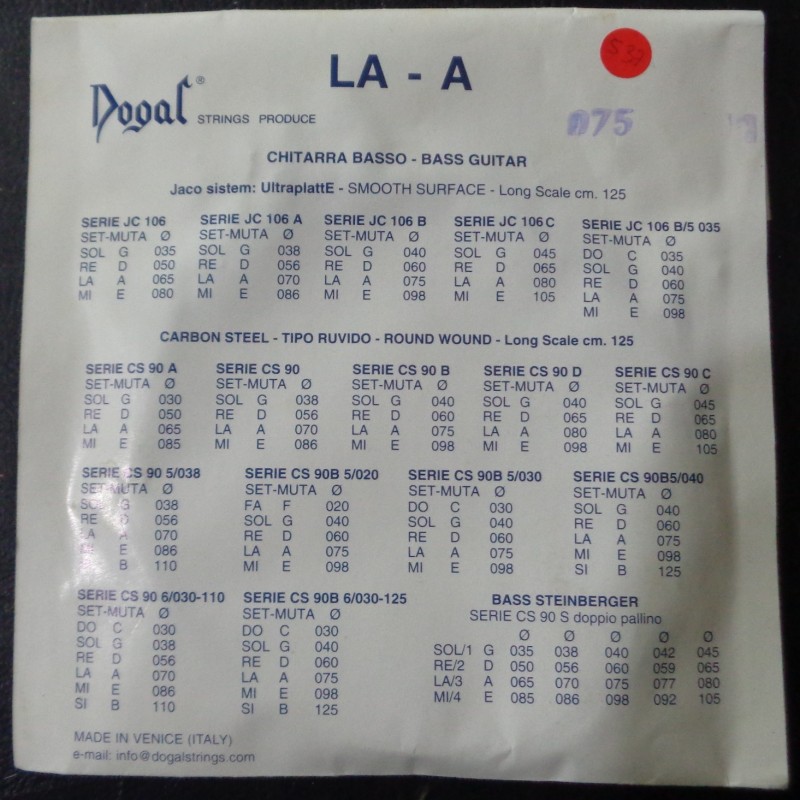 LA - A
537
Dogal® STRINGS PRODUCE
075
CHITARRA BASSO - BASS GUITAR
Jaco sistem: UltraplattE - SMOOTH SURFACE - Long Scale cm. 125
SERIE JC 106 SERIE JC 106 A SERIE JC 106 B SERIE JC 106 C SERIE JC 106 B/5 035
SET-MUTA Ø SET-MUTA Ø SET-MUTA Ø SET-MUTA Ø SET-MUTA Ø
SOL G 035 SOL G 038 SOL G 040 SOL G 045 DO C 035
RE D 050 RE D 056 RE D 060 RE D 065 SOL G 040
LA A 065 LA A 070 LA A 075 LA A 080 RE D 060
MI E 080 MI E 086 MI E 098 MI E 105 LA A 075
MI E 098
CARBON STEEL - TIPO RUVIDO - ROUND WOUND - Long Scale cm. 125
SERIE CS 90 A SERIE CS 90 SERIE CS 90 B SERIE CS 90 D SERIE CS 90 C
SET-MUTA Ø SET-MUTA Ø SET-MUTA Ø SET-MUTA Ø SET-MUTA Ø
SOL G 030 SOL G 038 SOL G 040 SOL G 040 SOL G 045
RE D 050 RE D 056 RE D 060 RE D 065 RE D 065
LA A 065 LA A 070 LA A 075 LA A 080 LA A 080
MI E 085 MI E 086 MI E 098 MI E 098 MI E 105
SERIE CS 90 5/038 SERIE CS 90B 5/020 SERIE CS 90B 5/030 SERIE CS 90B5/040
SET-MUTA Ø SET-MUTA Ø SET-MUTA Ø SET-MUTA Ø
SOL G 038 FA F 020 DO C 030 SOL G 040
RE D 056 SOL G 040 SOL G 040 RE D 060
LA A 070 RE D 060 RE D 060 LA A 075
MI E 086 LA A 075 LA A 075 MI E 098
SI B 110 MI E 098 MI E 098 SI B 125
SERIE CS 90 6/030-110 SERIE CS 90B 6/030-125 BASS STEINBERGER
SET-MUTA Ø SET-MUTA Ø SERIE CS 90 S doppio pallino
DO C 030 DO C 030 Ø Ø Ø Ø Ø
SOL G 038 SOL G 040 SOL/1 G 035 038 040 042 045
RE D 056 RE D 060 RE/2 D 050 056 060 059 065
LA A 070 LA A 075 LA/3 A 065 070 075 077 080
MI E 086 MI E 098 MI/4 E 085 086 098 092 105
SI B 110 SI B 125
MADE IN VENICE (ITALY)
e-mail: info@dogalstrings.com